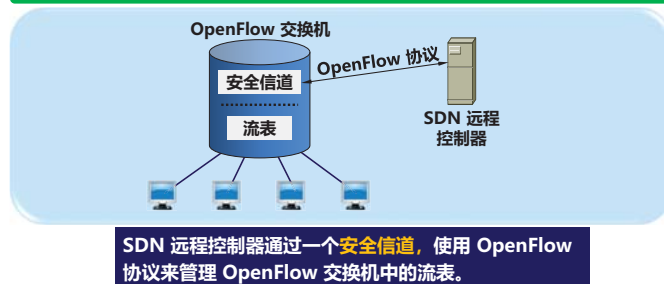 OpenFlow 交换机
安全信道
OpenFlow 协议
流表
SDN 远程
控制器
SDN 远程控制器通过一个安全信道，使用 OpenFlow
协议来管理 OpenFlow 交换机中的流表。